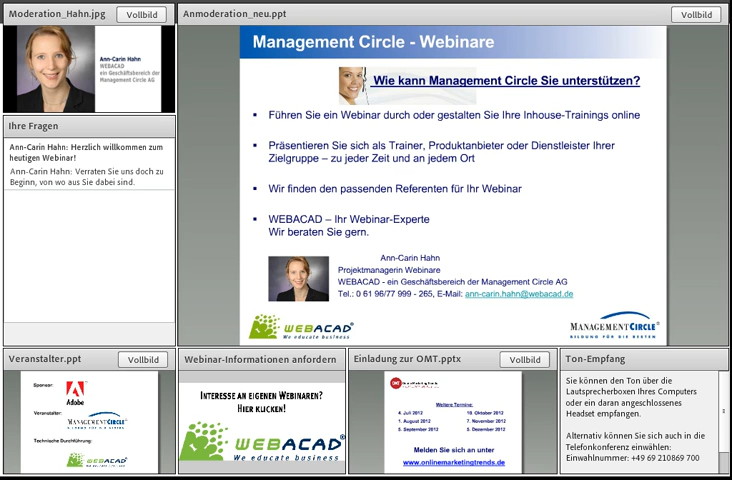 Moderation_Hahn.jpg
Vollbild
Ann-Carin Hahn
WEBACAD
ein Geschäftsbereich der
Management Circle AG
Ihre Fragen
Ann-Carin Hahn: Herzlich willkommen zum
heutigen Webinar!
Ann-Carin Hahn: Verraten Sie uns doch zu
Beginn, von wo aus Sie dabei sind.
Anmoderation_neu.ppt
Vollbild
Management Circle - Webinare
Wie kann Management Circle Sie unterstützen?
Führen Sie ein Webinar durch oder gestalten Sie Ihre Inhouse-Trainings online
Präsentieren Sie sich als Trainer, Produktanbieter oder Dienstleister Ihrer
Zielgruppe – zu jeder Zeit und an jedem Ort
Wir finden den passenden Referenten für Ihr Webinar
WEBACAD – Ihr Webinar-Experte
Wir beraten Sie gern.
Ann-Carin Hahn
Projektmanagerin Webinare
WEBACAD - ein Geschäftsbereich der Management Circle AG
Tel.: 0 61 96/77 999 - 265, E-Mail: ann-carin.hahn@webacad.de
WEBACAD
We educate business
MANAGEMENTCIRCLE
BILDUNG FÜR DIE BESTEN
Veranstalter.ppt
Vollbild
Sponsor:
Adobe
Veranstalter:
MANAGEMENTCIRCLE
Technische Durchführung:
WEBACAD
We educate business
Webinar-Informationen anfordern
INTERESSE AN EIGENEN WEBINAREN?
HIER KLICKEN!
WEBACAD
We educate business
Einladung zur OMT.pptx
Vollbild
OMT
Weitere Termine:
4. Juli 2012
10. Oktober 2012
1. August 2012
7. November 2012
5. September 2012
5. Dezember 2012
Melden Sie sich an unter
www.onlinemarketingtrends.de
Ton-Empfang
Sie können den Ton über die
Lautsprecherboxen Ihres Computers
oder ein daran angeschlossenes
Headset empfangen.
Alternativ können Sie sich auch in die
Telefonkonferenz einwählen:
Einwahlnummer: +49 69 210869 700